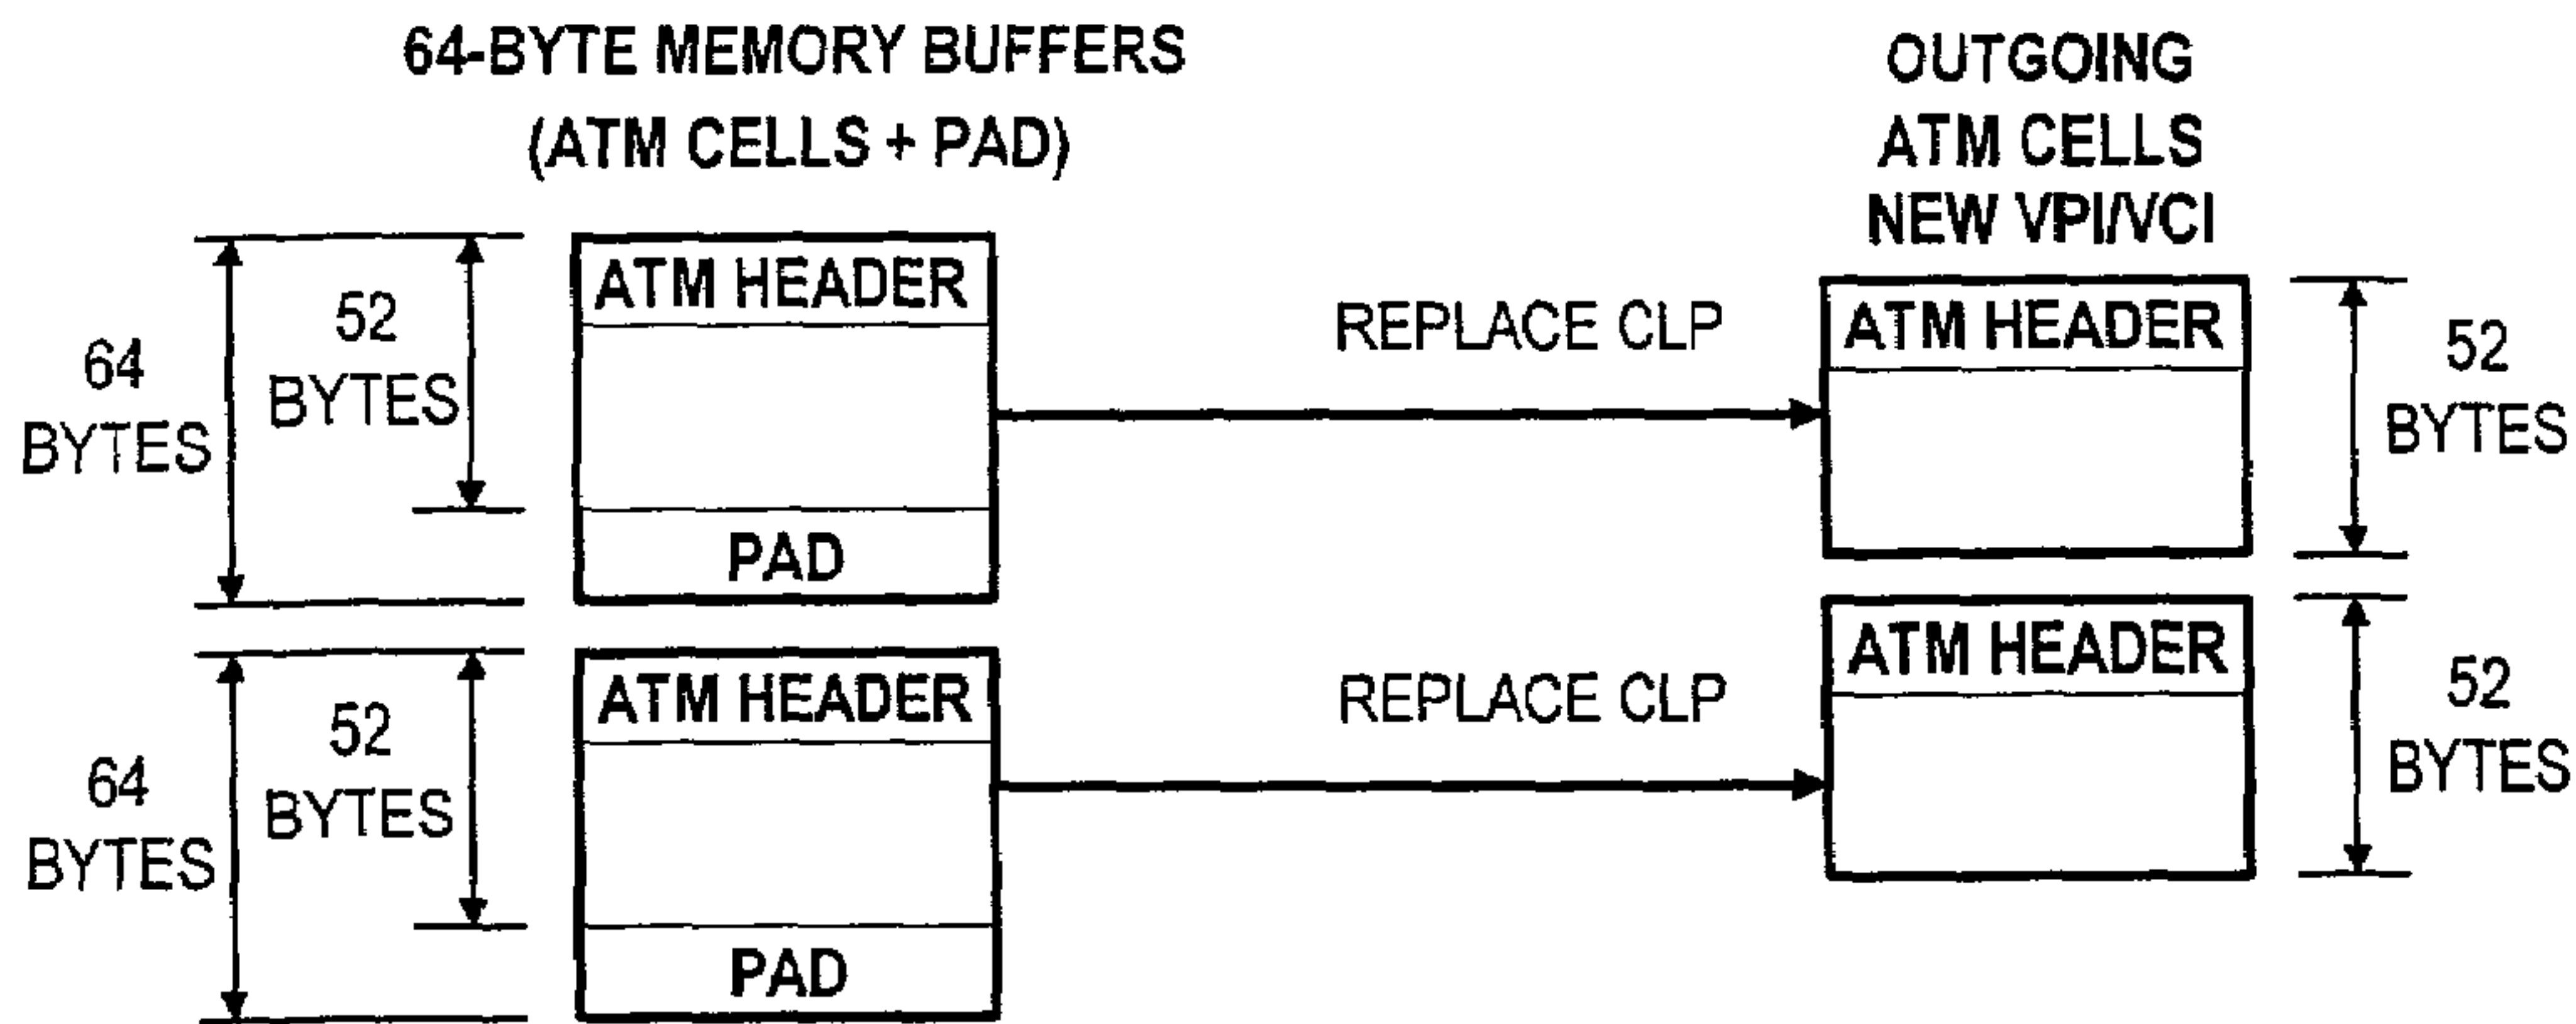 64-BYTE MEMORY BUFFERS
(ATM CELLS + PAD)
OUTGOING
ATM CELLS
NEW VPI/VCI
64
BYTES
52
BYTES
ATM HEADER
PAD
REPLACE CLP
ATM HEADER
52
BYTES
64
BYTES
52
BYTES
ATM HEADER
PAD
REPLACE CLP
ATM HEADER
52
BYTES